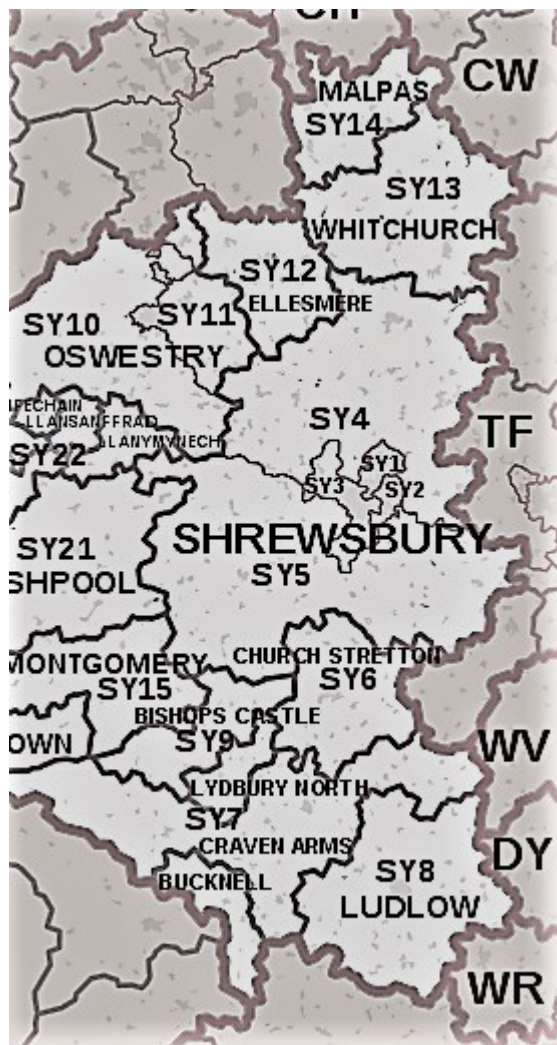 CW
MALPAS
SY14
SY13
WHITCHURCH
SY12
ELLESMERE
SY11
SY10
OSWESTRY
LLANSANFFRAID
LLANYMYNECH
SY22
SY4
TF
SY1
SY3
SY2
SHREWSBURY
SY5
SY21
SHPOOL
CHURCH STRETTON
MONTGOMERY
SY6
SY15
BISHOPS CASTLE
SY9
OWN
WV
LYDBURY NORTH
SY7
CRAVEN ARMS
DY
BUCKNELL
SY8
LUDLOW
WR